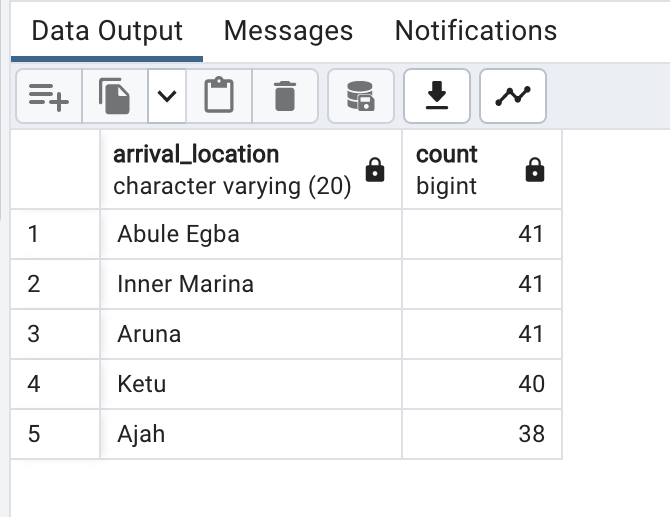 Data Output Messages Notifications
arrival_location count
character varying (20) bigint
1 Abule Egba 41
2 Inner Marina 41
3 Aruna 41
4 Ketu 40
5 Ajah 38